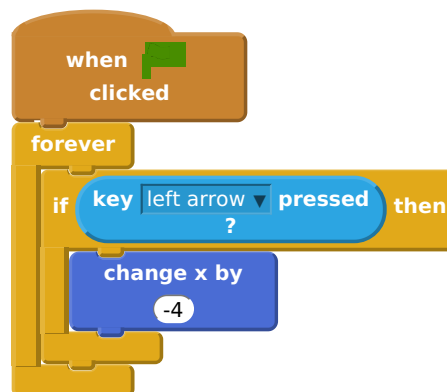 when
clicked
forever
if key left arrow ▼ pressed then
?
change x by
-4